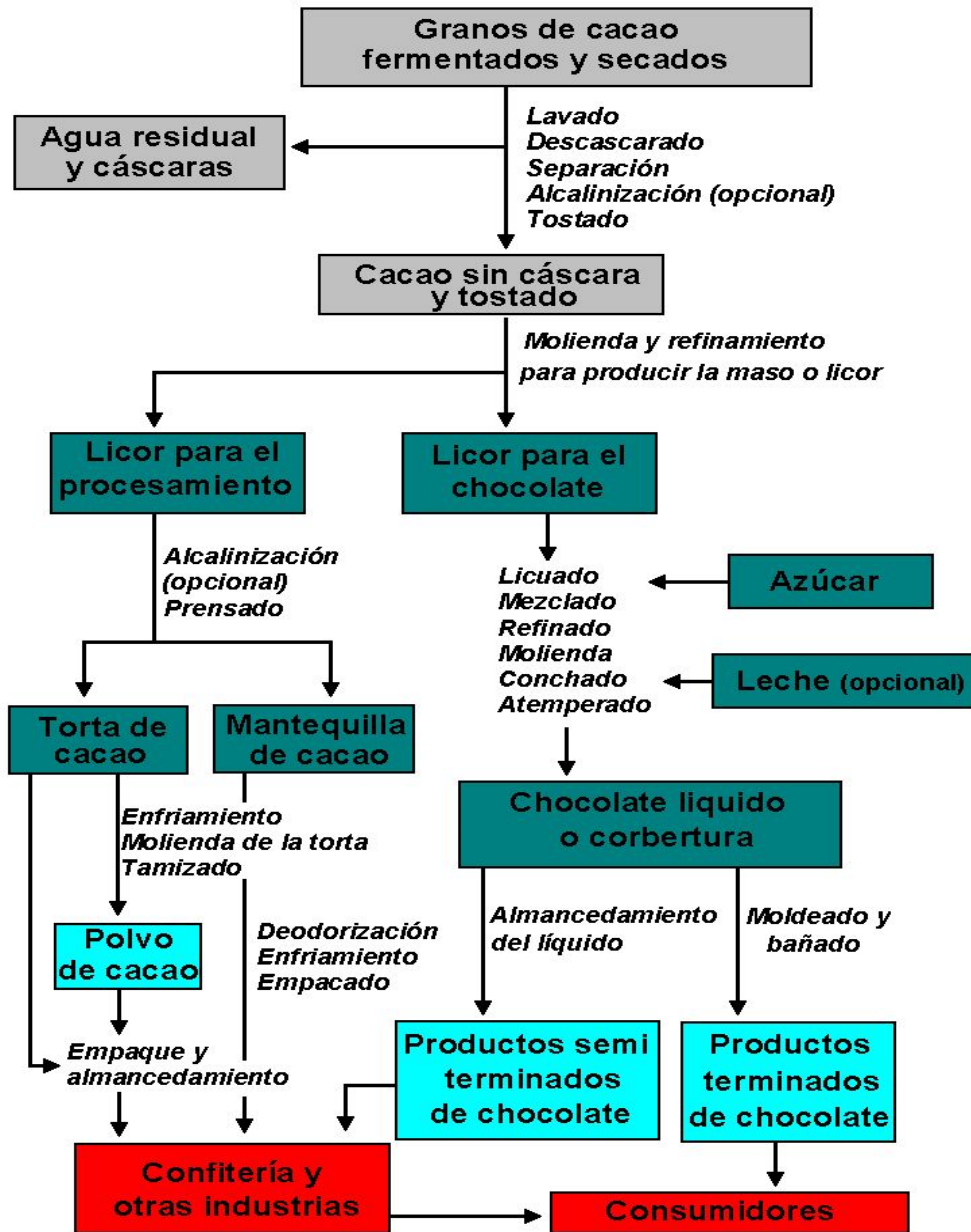 Granos de cacao
fermentados y secados
Lavado
Descascarado
Separación
Alcalinización (opcional)
Tostado
Agua residual
y cáscaras
Cacao sin cáscara
y tostado
Molienda y refinamiento
para producir la maso o licor
Licor para el
procesamiento
Licor para el
chocolate
Alcalinización
(opcional)
Prensado
Licuado
Mezclado
Refinado
Molienda
Conchado
Atemperado
Azúcar
Leche (opcional)
Torta de
cacao
Mantequilla
de cacao
Chocolate liquido
o corbertura
Enfriamiento
Molienda de la torta
Tamizado
Polvo
de cacao
Deodorización
Enfriamiento
Empacado
Almancedamiento
del líquido
Moldeado y
bañado
Empaque y
almancedamiento
Productos semi
terminados
de chocolate
Productos
terminados
de chocolate
Confitería y
otras industrias
Consumidores